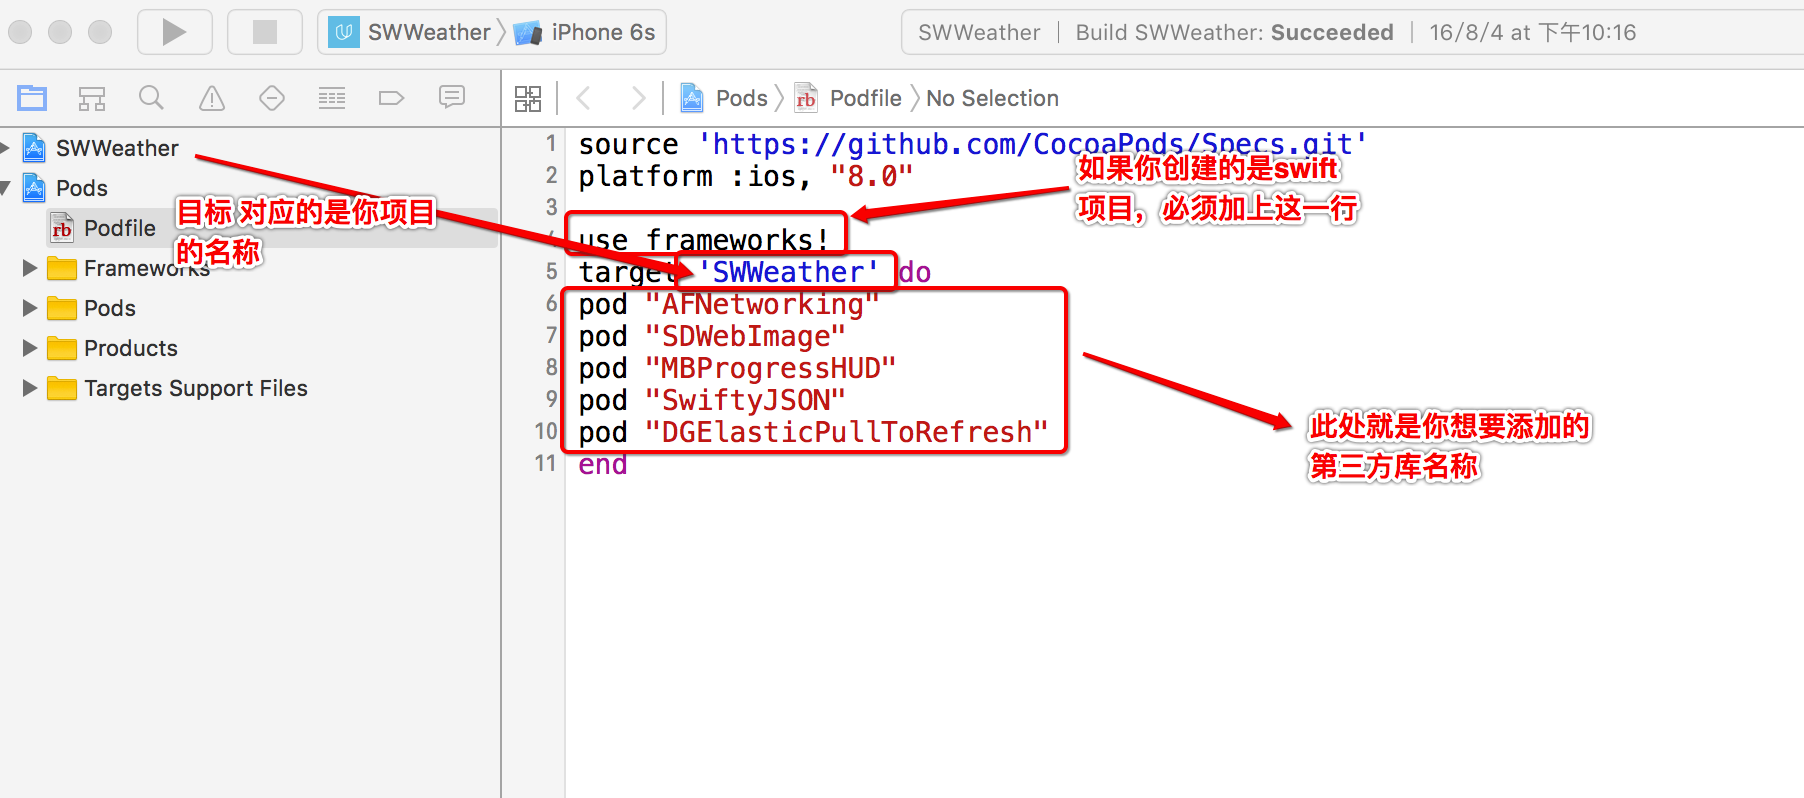 SWWeather
iPhone 6s
SWWeather
Build SWWeather: Succeeded
16/8/4 at 下午10:16
Pods
Podfile
No Selection
SWWeather
Pods
Podfile
Frameworks
Pods
Products
Targets Support Files
目标 对应的是你项目
的名称
1 source 'https://github.com/CocoaPods/Specs.git'
2 platform :ios, "8.0"
3
4 use_frameworks!
5 target 'SWWeather' do
6 pod "AFNetworking"
7 pod "SDWebImage"
8 pod "MBProgressHUD"
9 pod "SwiftyJSON"
10 pod "DGElasticPullToRefresh"
11 end
如果你创建的是swift
项目，必须加上这一行
此处就是你想要添加的
第三方库名称